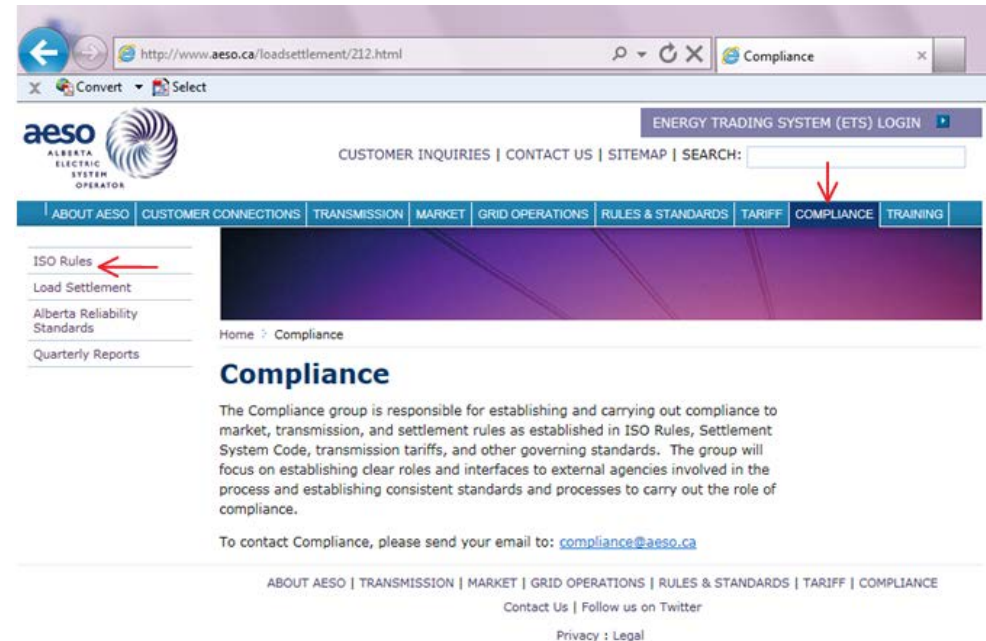 http://www.aeso.ca/loadsettlement/212.html
Compliance
x Convert Select
ENERGY TRADING SYSTEM (ETS) LOGIN
aeso
ALBERTA
ELECTRIC
SYSTEM
OPERATOR
CUSTOMER INQUIRIES | CONTACT US | SITEMAP | SEARCH:
ABOUT AESO CUSTOMER CONNECTIONS TRANSMISSION MARKET GRID OPERATIONS RULES & STANDARDS TARIFF COMPLIANCE TRAINING
ISO Rules
Load Settlement
Alberta Reliability
Standards
Quarterly Reports
Home > Compliance
Compliance
The Compliance group is responsible for establishing and carrying out compliance to
market, transmission, and settlement rules as established in ISO Rules, Settlement
System Code, transmission tariffs, and other governing standards. The group will
focus on establishing clear roles and interfaces to external agencies involved in the
process and establishing consistent standards and processes to carry out the role of
compliance.
To contact Compliance, please send your email to: compliance@aeso.ca
ABOUT AESO | TRANSMISSION | MARKET | GRID OPERATIONS | RULES & STANDARDS | TARIFF | COMPLIANCE
Contact Us | Follow us on Twitter
Privacy : Legal